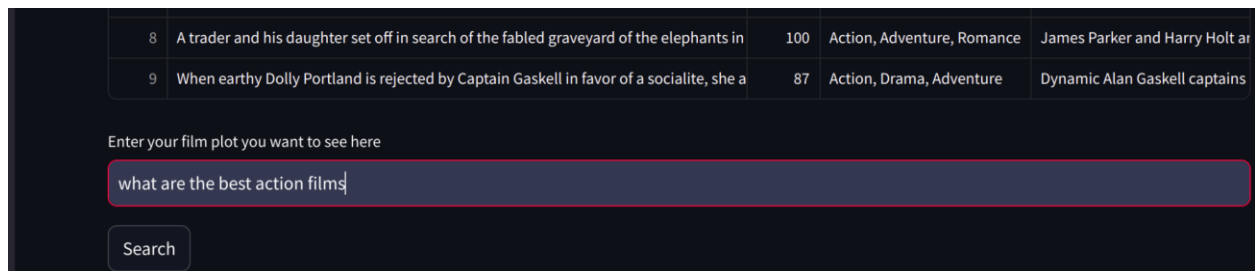 8 A trader and his daughter set off in search of the fabled graveyard of the elephants in 100 Action, Adventure, Romance James Parker and Harry Holt ar
9 When earthy Dolly Portland is rejected by Captain Gaskell in favor of a socialite, she a 87 Action, Drama, Adventure Dynamic Alan Gaskell captains
Enter your film plot you want to see here
what are the best action films
Search